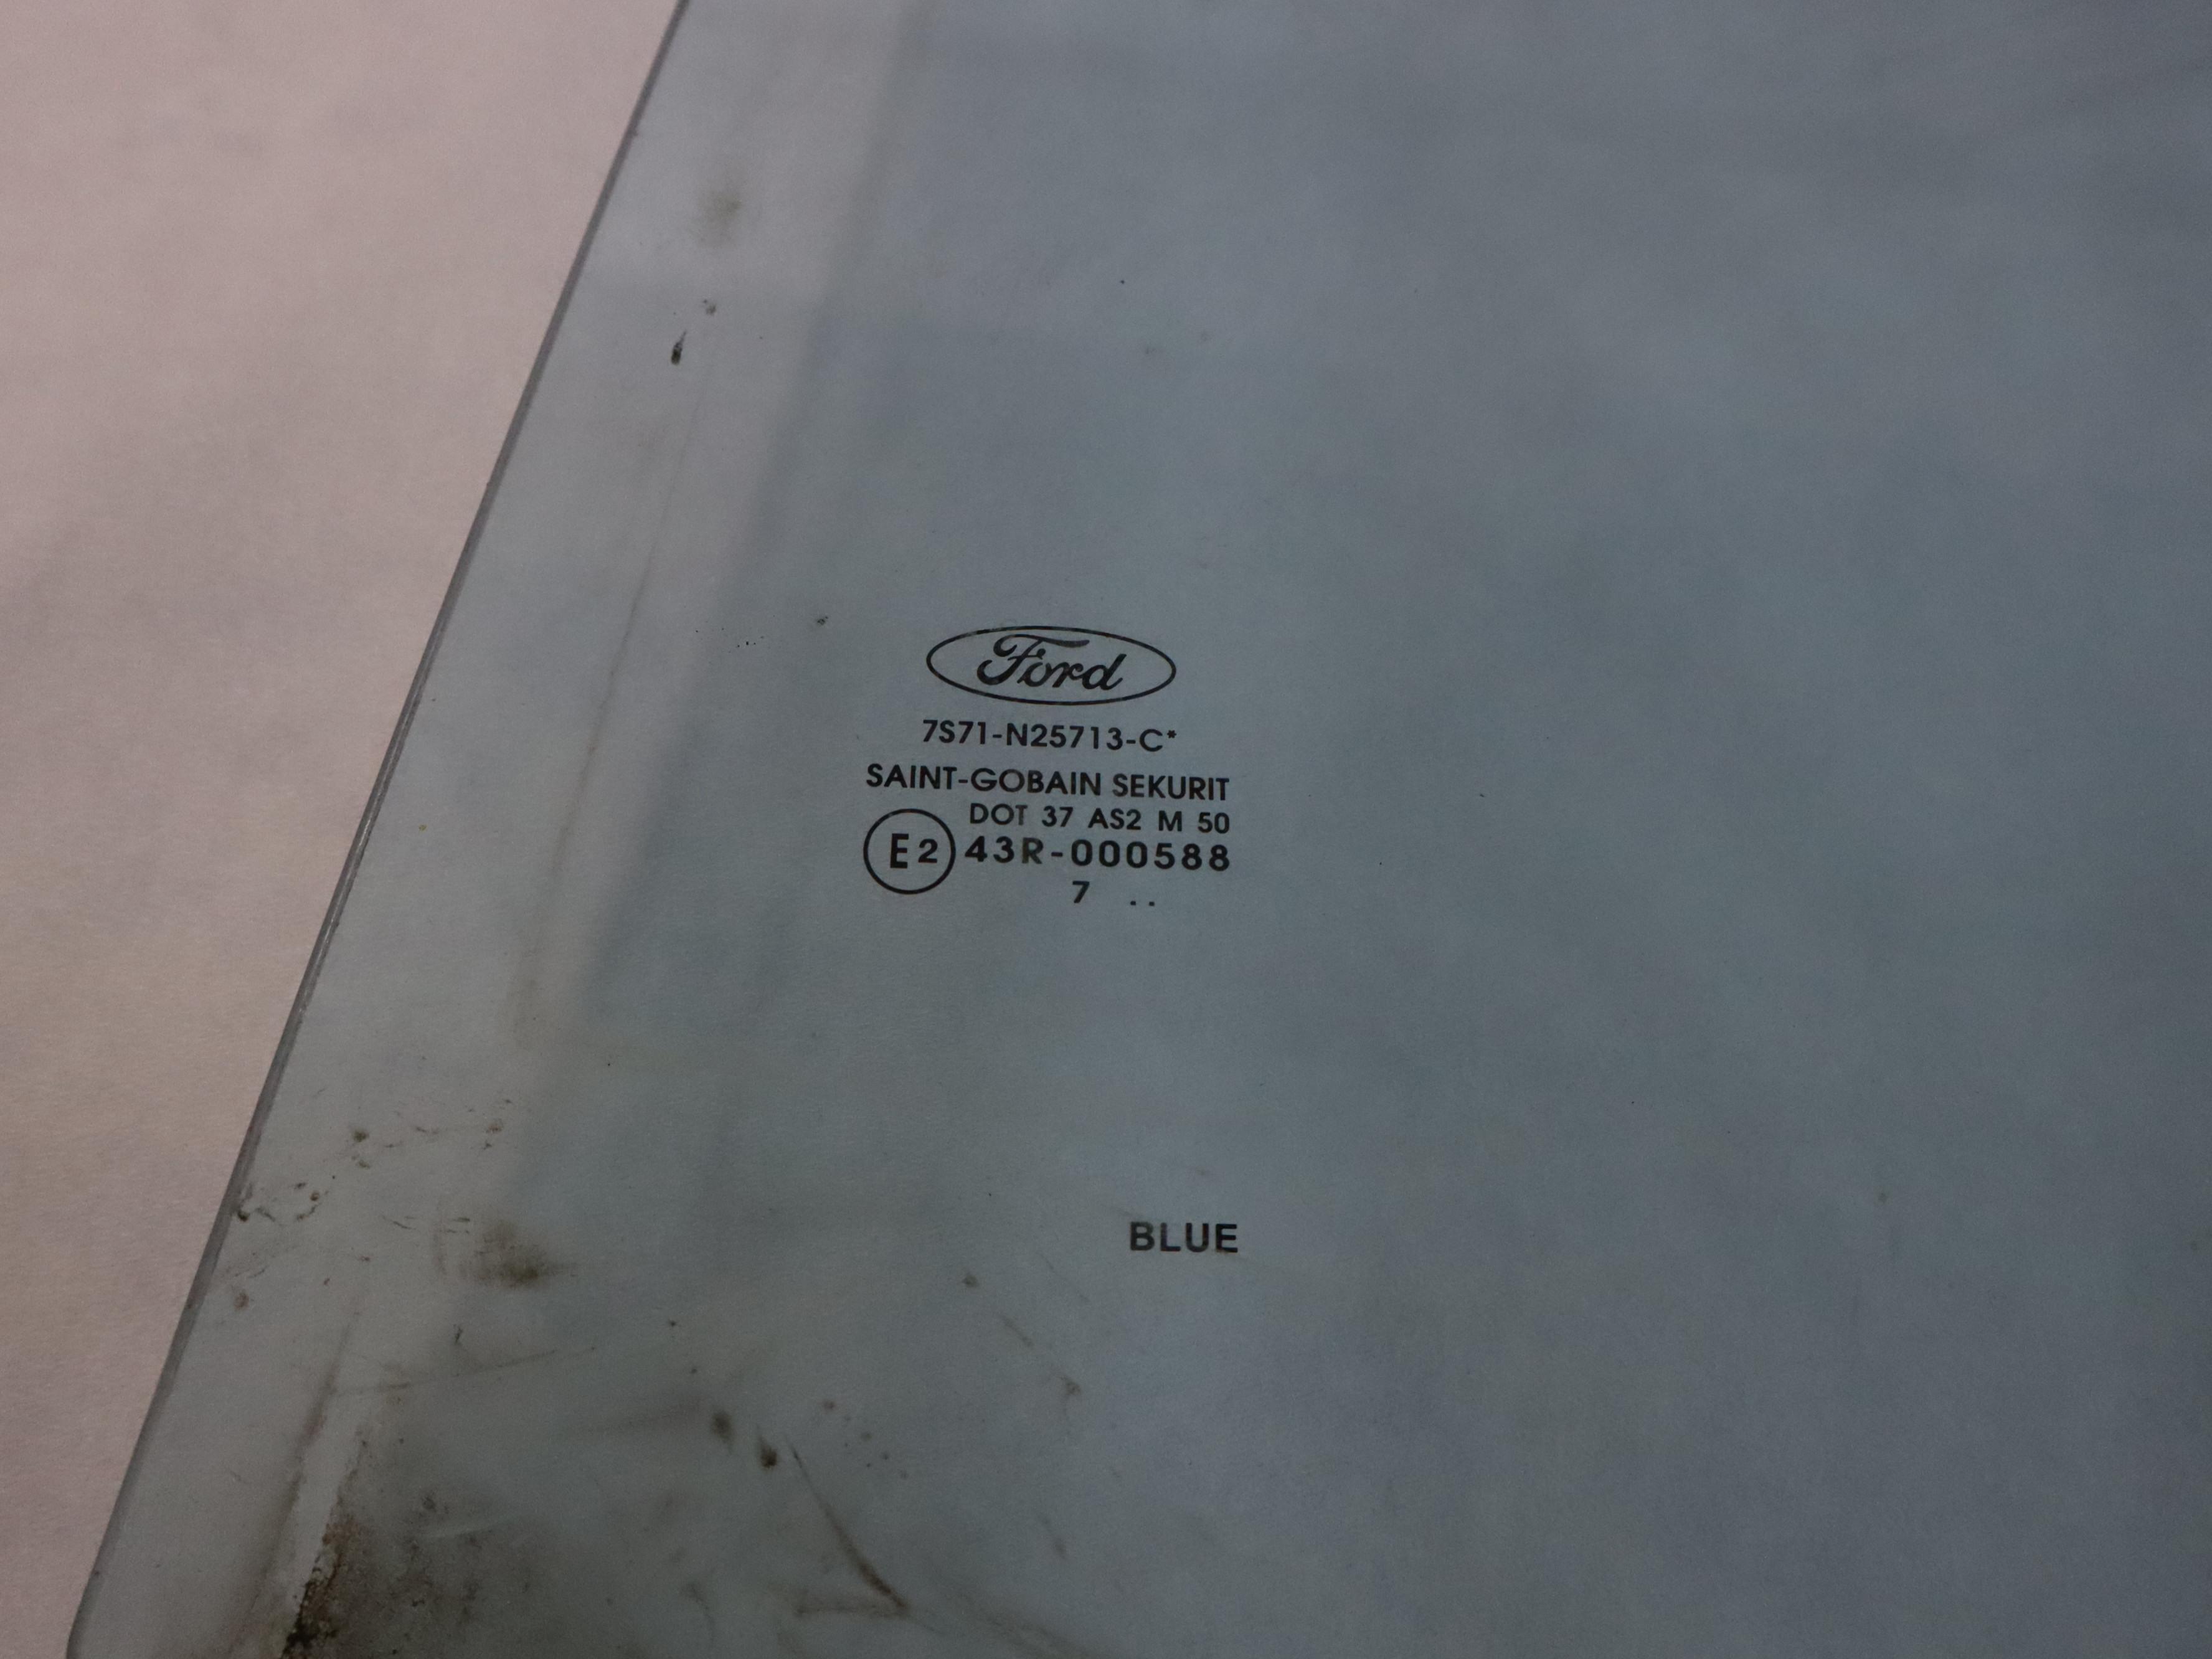 Ford
7S71-N25713-C*
SAINT-GOBAIN SEKURIT
DOT 37 AS2 M 50
E2 43R-000588
7 ..
BLUE